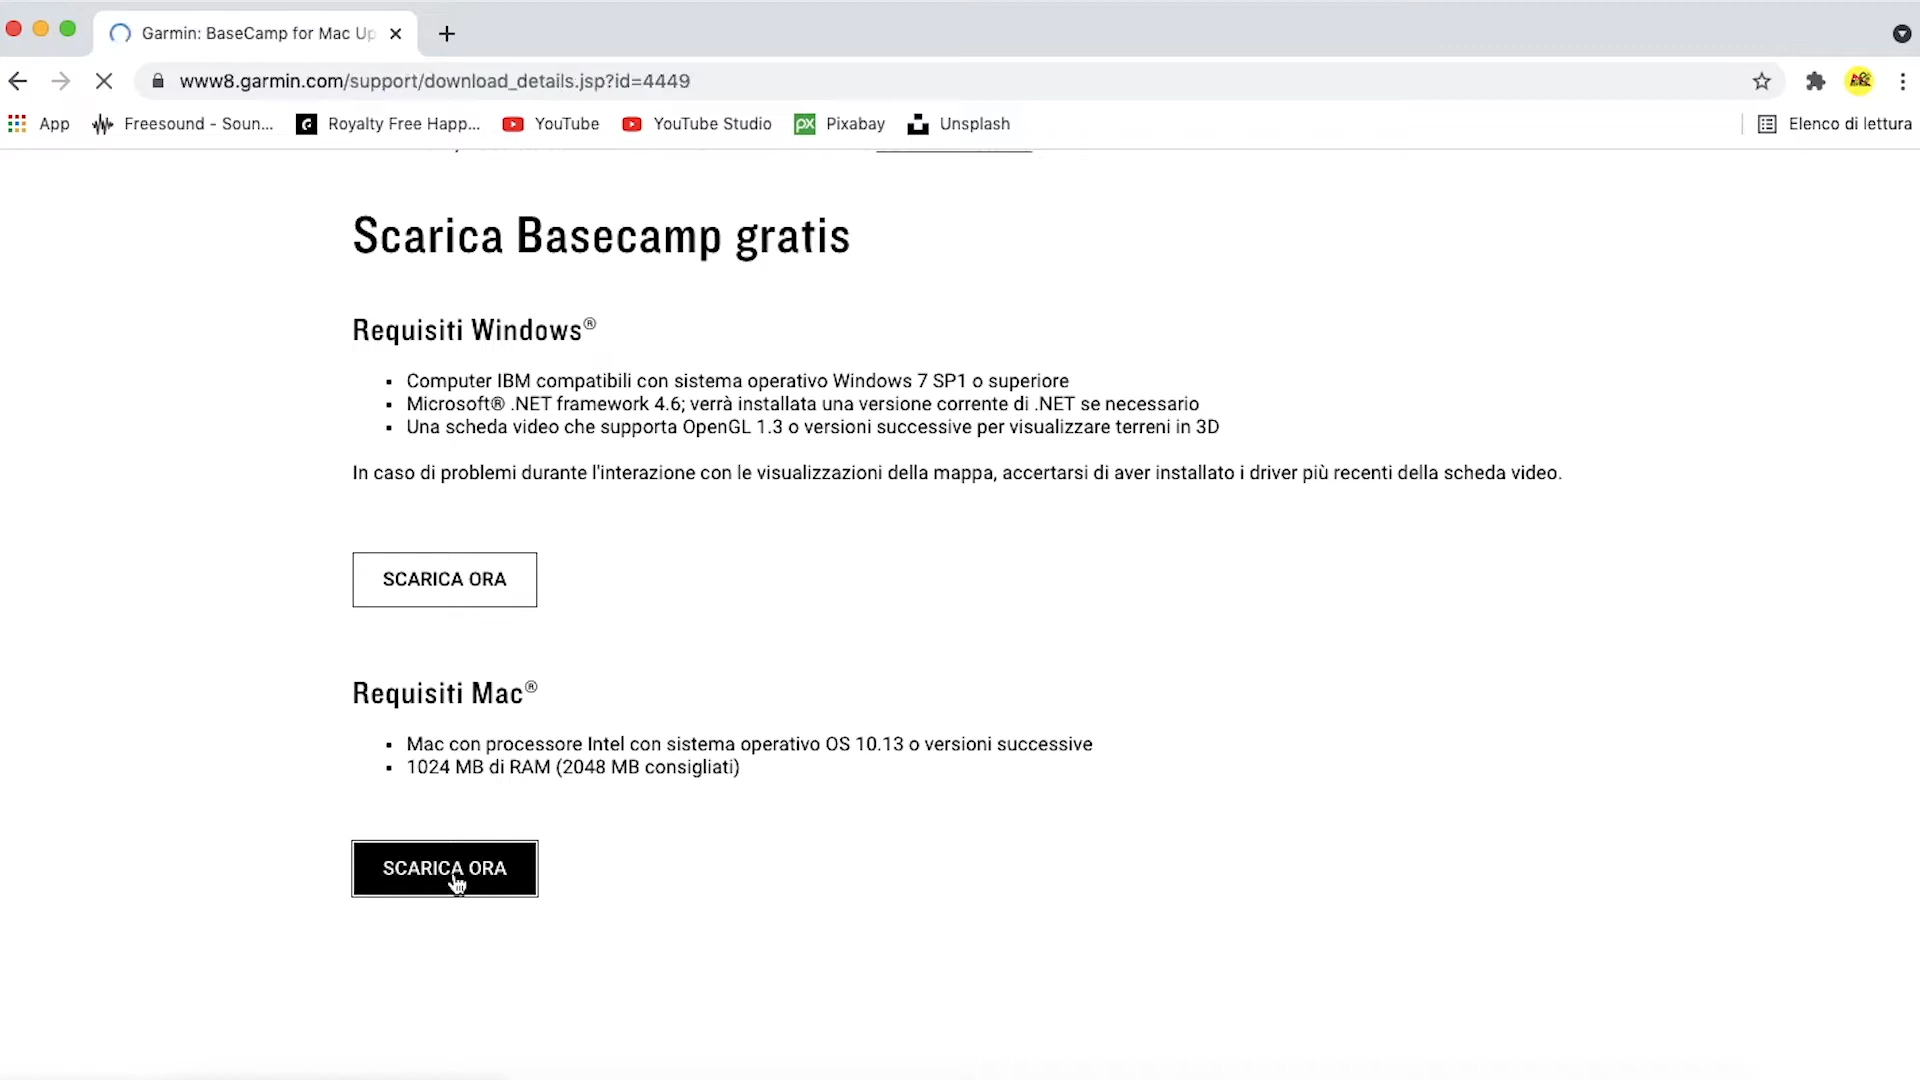 Garmin: BaseCamp for Mac Up
www8.garmin.com/support/download_details.jsp?id=4449
App
Freesound - Soun...
Royalty Free Happ...
YouTube
YouTube Studio
Pixabay
Unsplash
Elenco di lettura
Scarica Basecamp gratis
Requisiti Windows®
Computer IBM compatibili con sistema operativo Windows 7 SP1 o superiore
Microsoft® .NET framework 4.6; verrà installata una versione corrente di .NET se necessario
Una scheda video che supporta OpenGL 1.3 o versioni successive per visualizzare terreni in 3D
In caso di problemi durante l'interazione con le visualizzazioni della mappa, accertarsi di aver installato i driver più recenti della scheda video.
SCARICA ORA
Requisiti Mac®
Mac con processore Intel con sistema operativo OS 10.13 o versioni successive
1024 MB di RAM (2048 MB consigliati)
SCARICA ORA